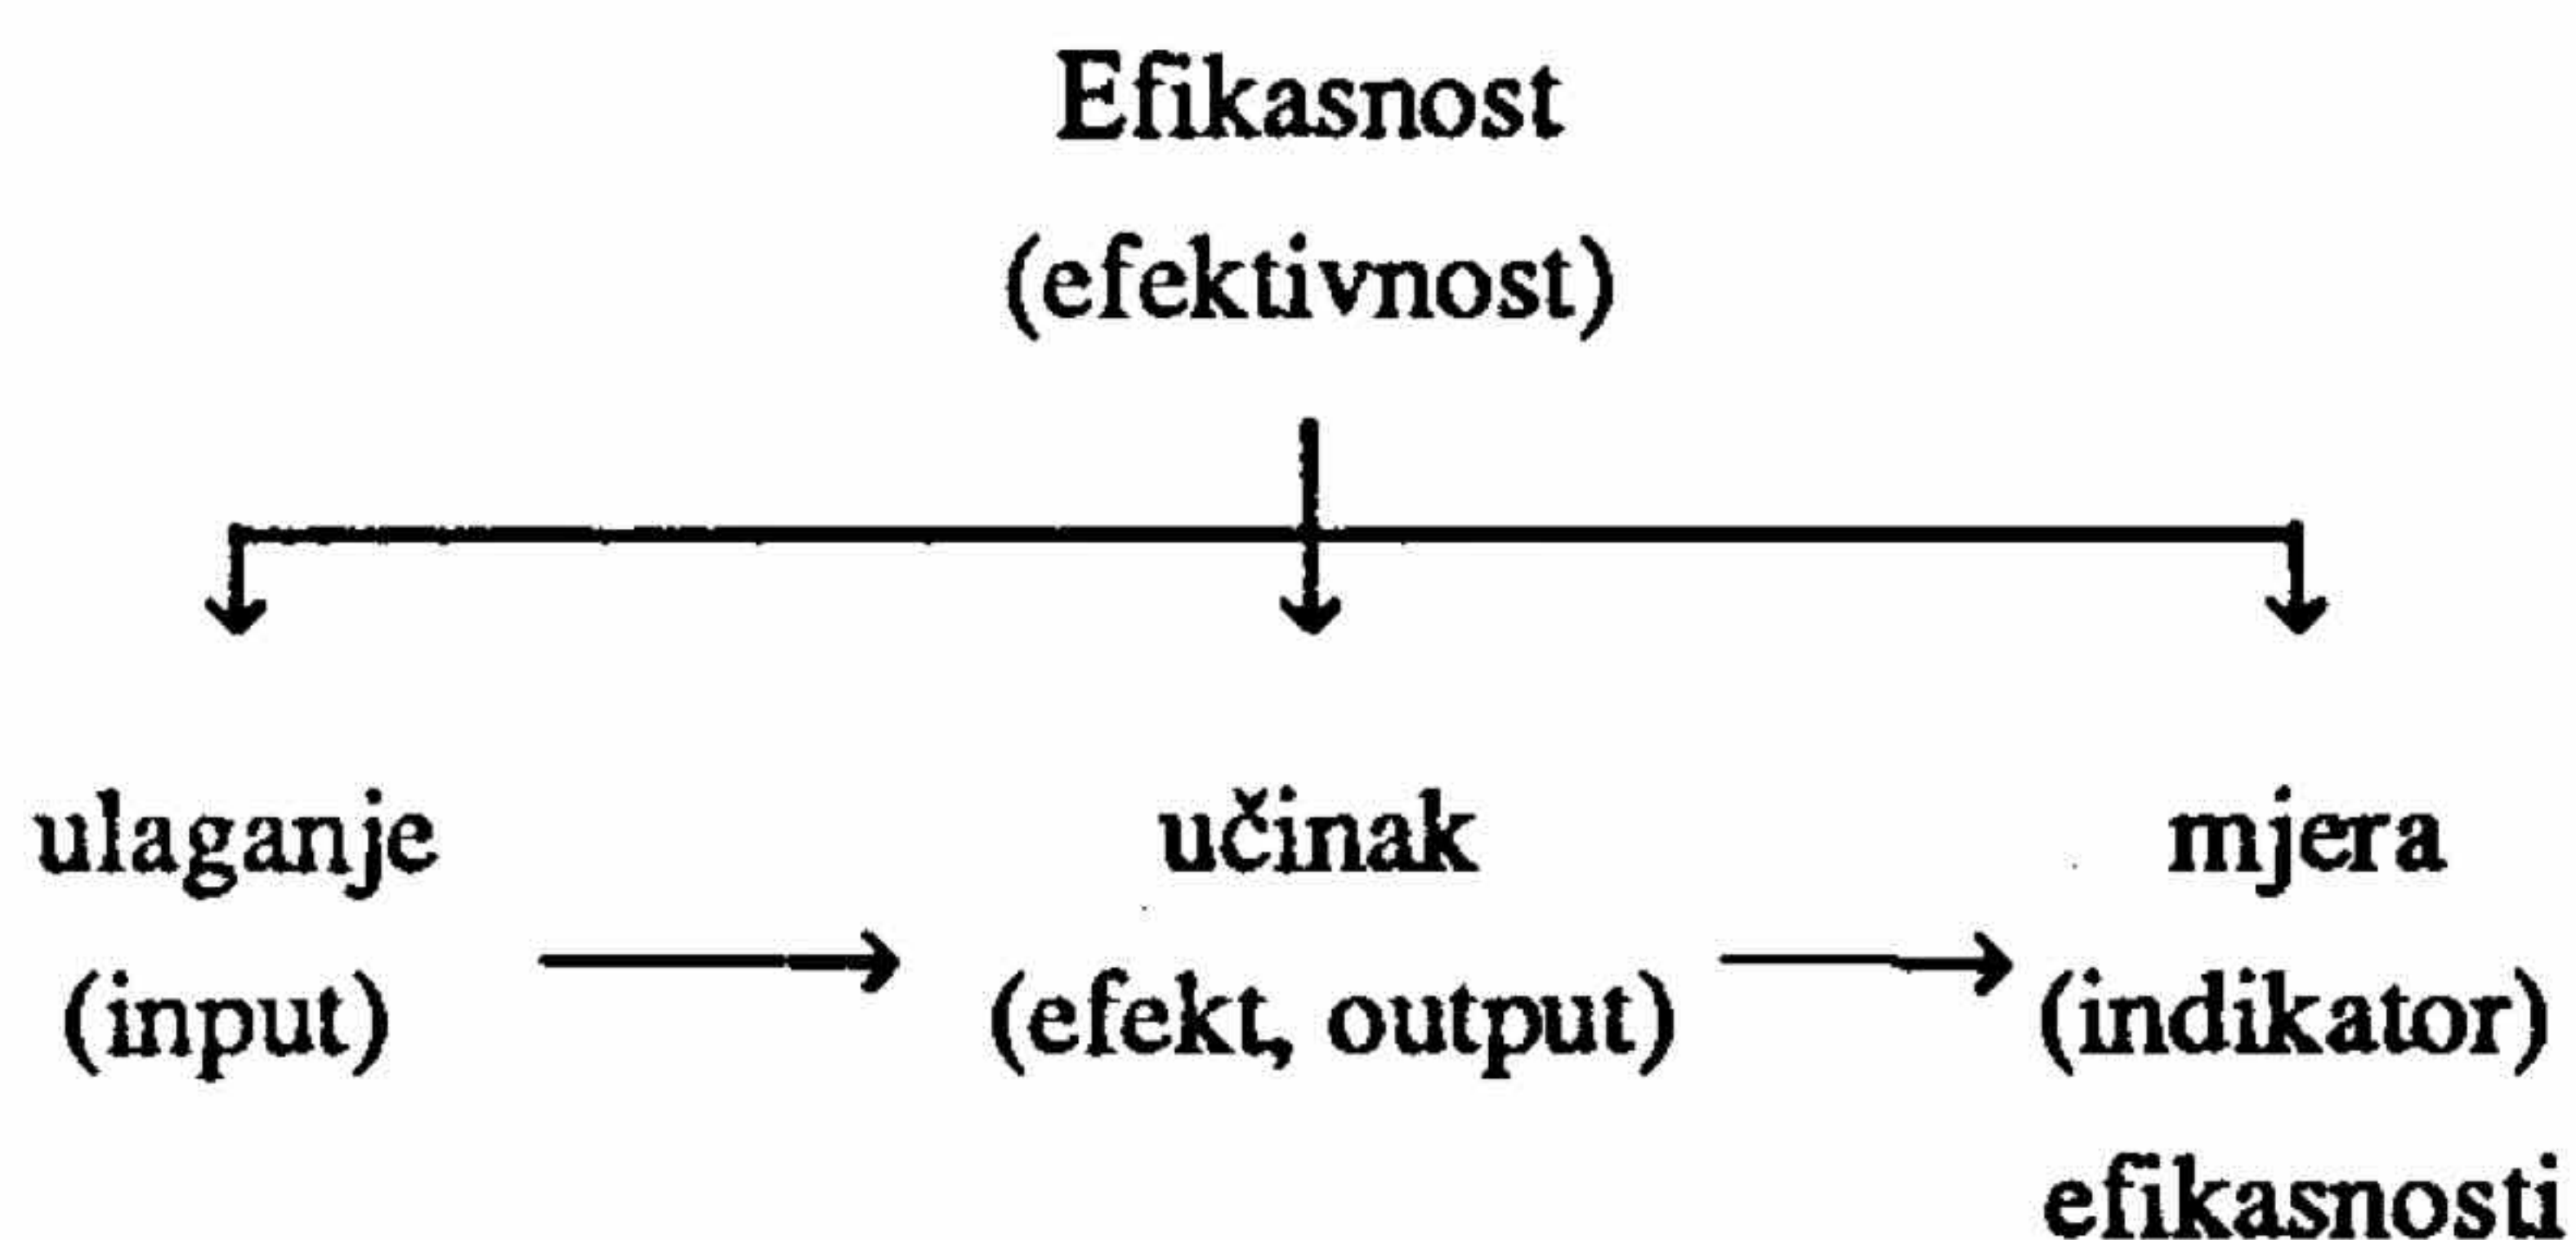 Efikasnost
(efektivnost)
ulaganje
(input)
učinak
(efekt, output)
mjera
(indikator)
efikasnosti